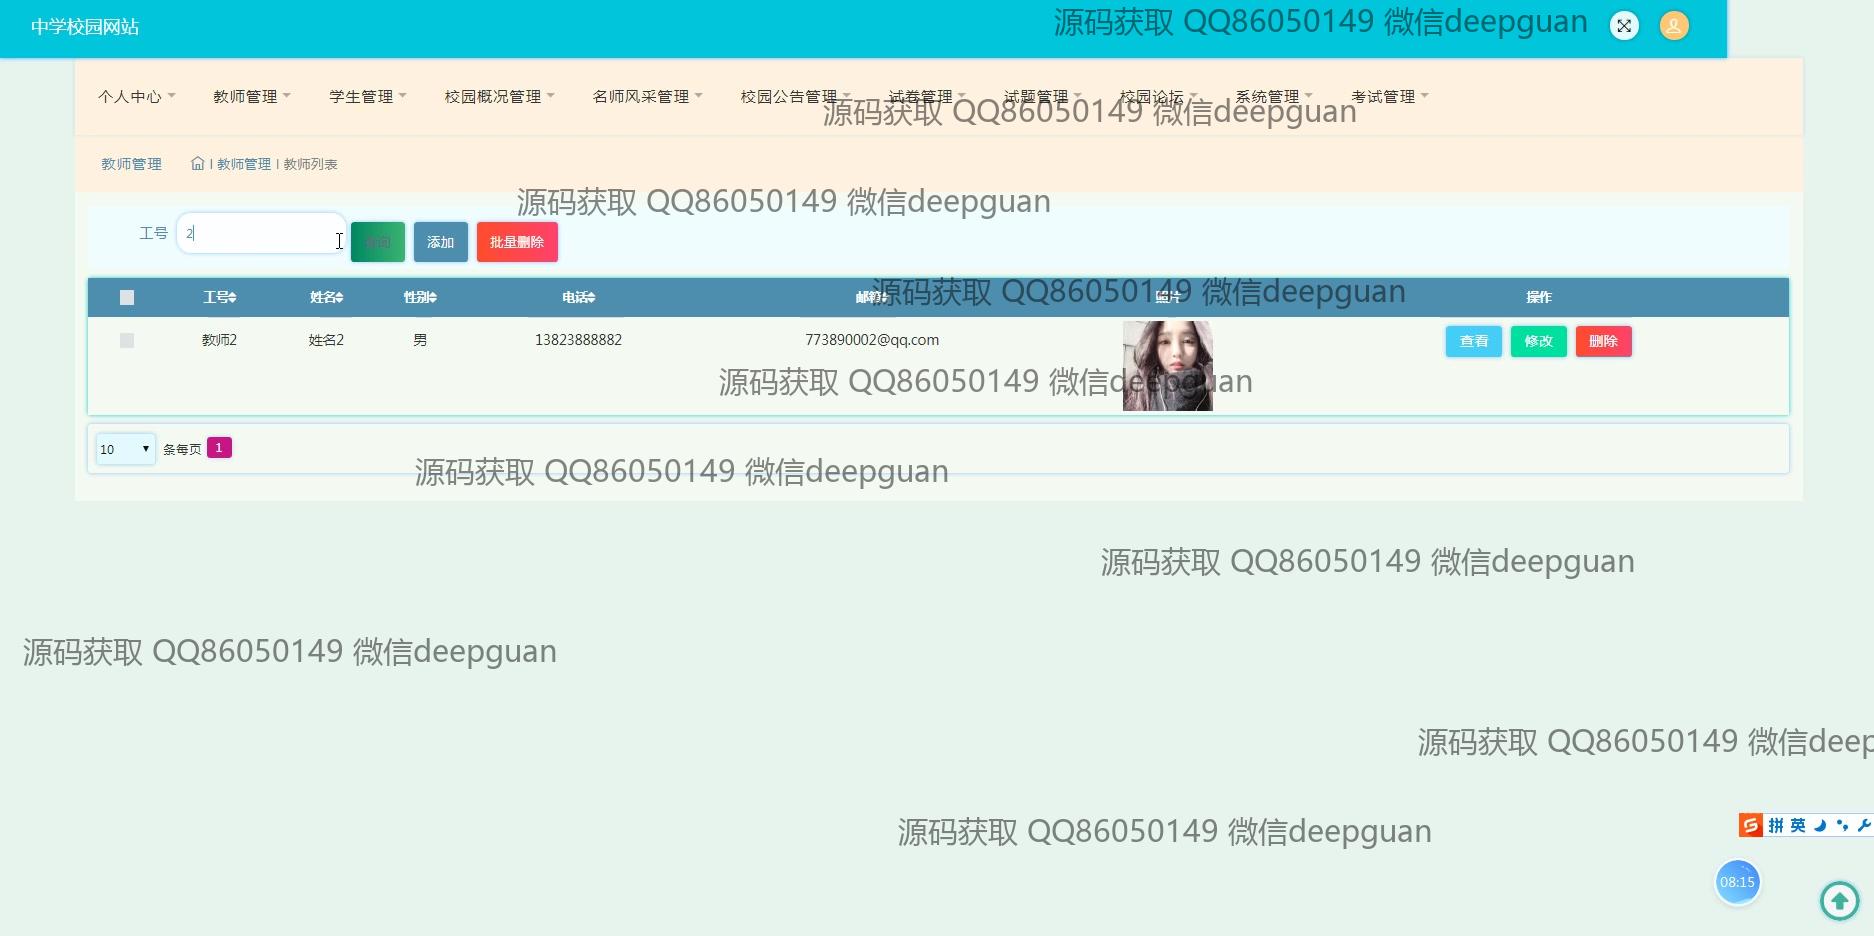 中学校园网站
源码获取 QQ86050149 微信deepguan
个人中心 教师管理 学生管理 校园概况管理 名师风采管理 校园公告管理 试卷管理 试题管理 校园论坛 系统管理 考试管理
源码获取 QQ86050149 微信deepguan
教师管理 | 教师管理 | 教师列表
源码获取 QQ86050149 微信deepguan
工号 2 查询 添加 批量删除
工号 姓名 性别 电话 邮箱 照片 操作
源码获取 QQ86050149 微信deepguan
教师2 姓名2 男 13823888882 773890002@qq.com 查看 修改 删除
源码获取 QQ86050149 微信deepguan
10 条每页 1
源码获取 QQ86050149 微信deepguan
源码获取 QQ86050149 微信deepguan
源码获取 QQ86050149 微信deepguan
源码获取 QQ86050149 微信deep
源码获取 QQ86050149 微信deepguan
拼 英
08:15